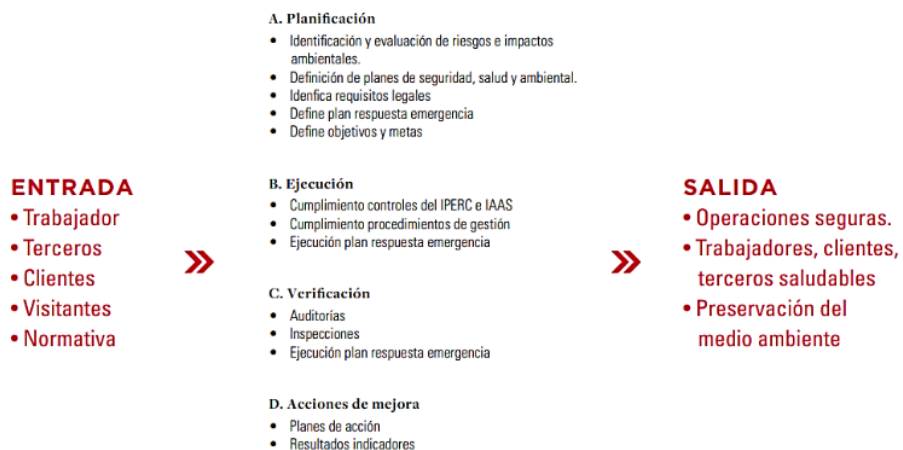 ENTRADA
• Trabajador
• Terceros
• Clientes
• Visitantes
• Normativa
»
A. Planificación
• Identificación y evaluación de riesgos e impactos
ambientales.
• Definición de planes de seguridad, salud y ambiental.
• Idenfica requisitos legales
• Define plan respuesta emergencia
• Define objetivos y metas
B. Ejecución
• Cumplimiento controles del IPERC e IAAS
• Cumplimiento procedimientos de gestión
• Ejecución plan respuesta emergencia
C. Verificación
• Auditorías
• Inspecciones
• Ejecución plan respuesta emergencia
D. Acciones de mejora
• Planes de acción
• Resultados indicadores
»
SALIDA
• Operaciones seguras.
• Trabajadores, clientes,
terceros saludables
• Preservación del
medio ambiente